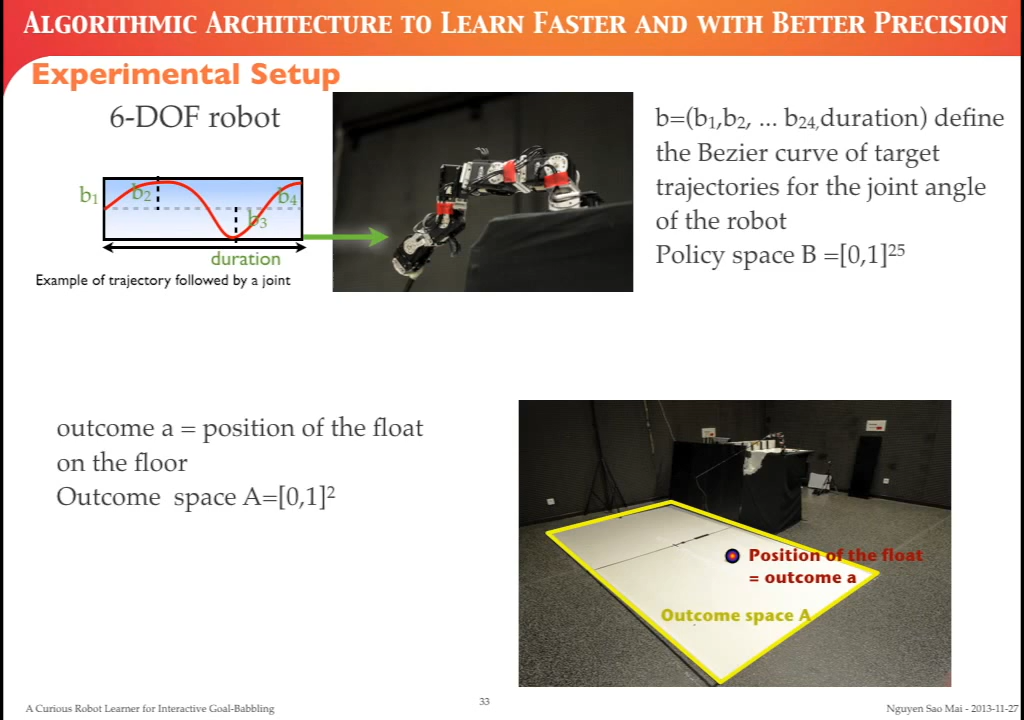 ALGORITHMIC ARCHITECTURE TO LEARN FASTER AND WITH BETTER PRECISION
Experimental Setup
6-DOF robot
b1
b2
b3
b4
duration
Example of trajectory followed by a joint
b=(b1,b2, ... b24,duration) define
the Bezier curve of target
trajectories for the joint angle
of the robot
Policy space B =[0,1]25
outcome a = position of the float
on the floor
Outcome space A=[0,1]2
Position of the float
= outcome a
Outcome space A
A Curious Robot Learner for Interactive Goal-Babbling
33
Nguyen Sao Mai - 2013-11-27